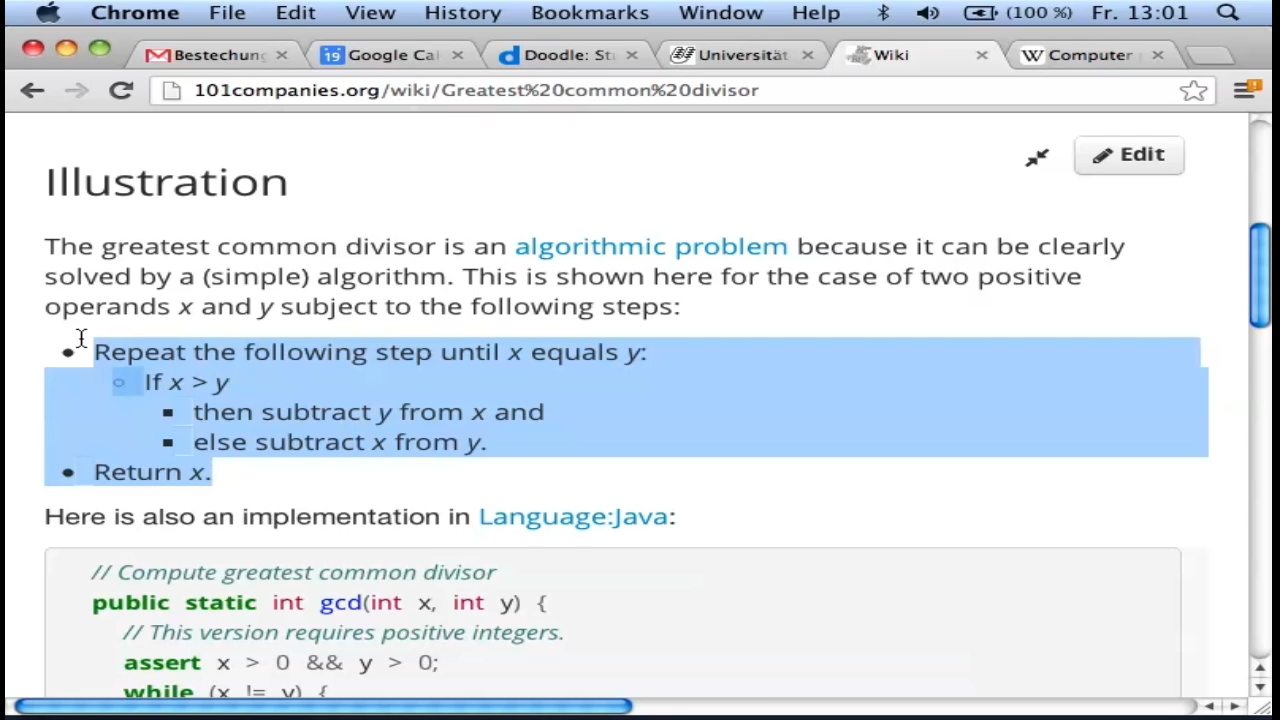 Chrome File Edit View History Bookmarks Window Help (100 %) Fr. 13:01
Bestechung 19 Google Cal Doodle: Stu Universität Wiki W Computer
101companies.org/wiki/Greatest%20common%20divisor
Illustration
Edit
The greatest common divisor is an algorithmic problem because it can be clearly
solved by a (simple) algorithm. This is shown here for the case of two positive
operands x and y subject to the following steps:
Repeat the following step until x equals y:
If x > y
then subtract y from x and
else subtract x from y.
Return x.
Here is also an implementation in Language:Java:
// Compute greatest common divisor
public static int gcd(int x, int y) {
// This version requires positive integers.
assert x > 0 && y > 0;
while (x != y) {